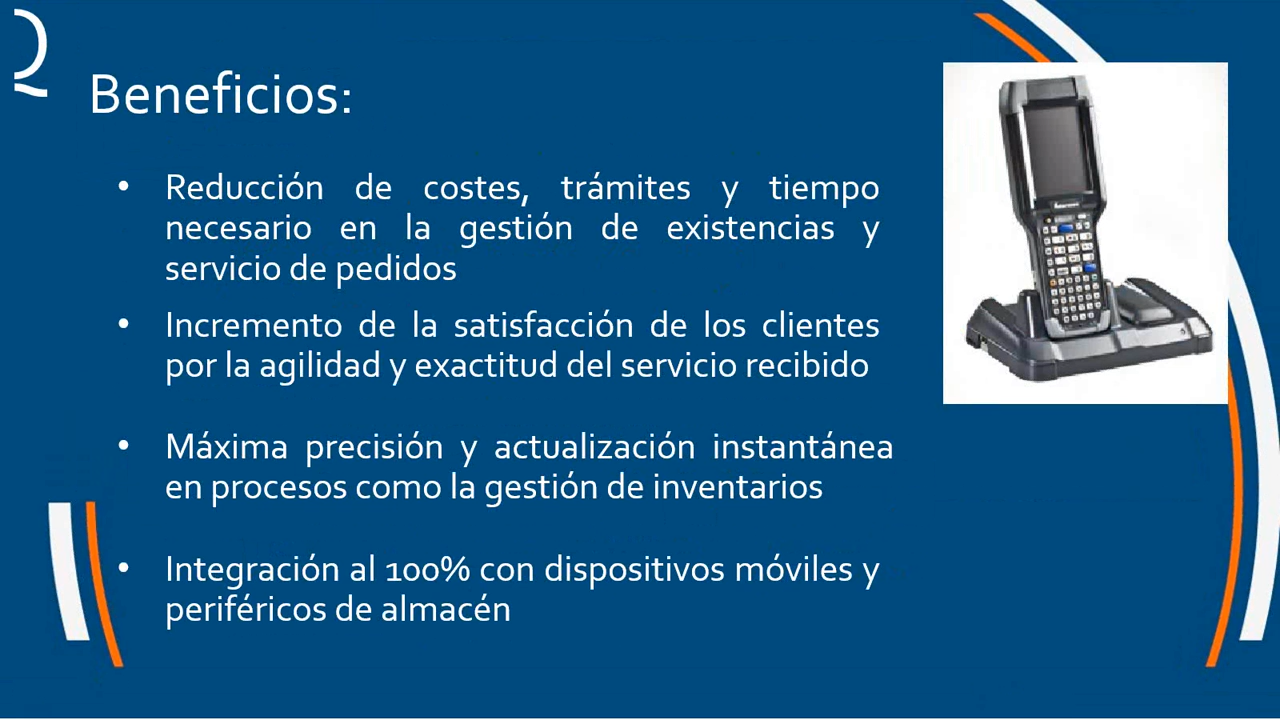 Beneficios:
• Reducción de costes, trámites y tiempo
necesario en la gestión de existencias y
servicio de pedidos
• Incremento de la satisfacción de los clientes
por la agilidad y exactitud del servicio recibido
• Máxima precisión y actualización instantánea
en procesos como la gestión de inventarios
• Integración al 100% con dispositivos móviles y
periféricos de almacén